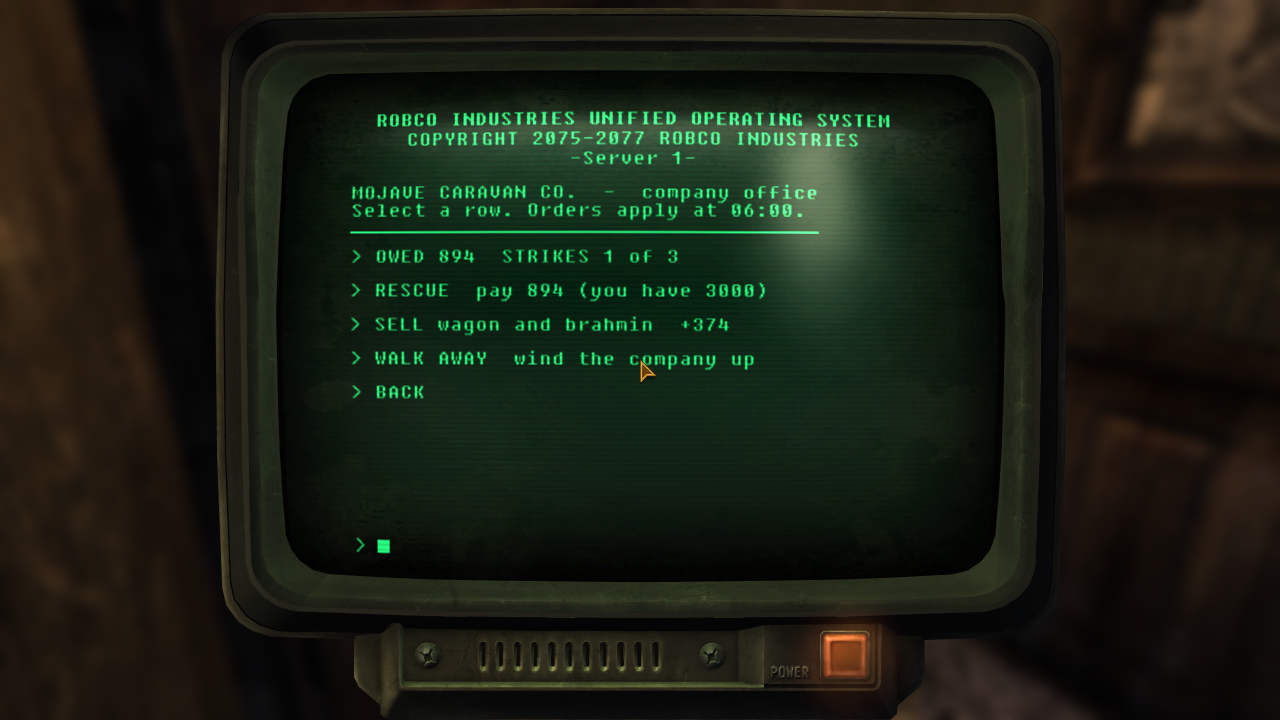 ROBCO INDUSTRIES UNIFIED OPERATING SYSTEM
COPYRIGHT 2075-2077 ROBCO INDUSTRIES
-Server 1-
MOJAVE CARAVAN CO. - company office
Select a row. Orders apply at 06:00.
> OWED 894 STRIKES 1 of 3
> RESCUE pay 894 (you have 3000)
> SELL wagon and brahmin +374
> WALK AWAY wind the company up
> BACK
>
POWER